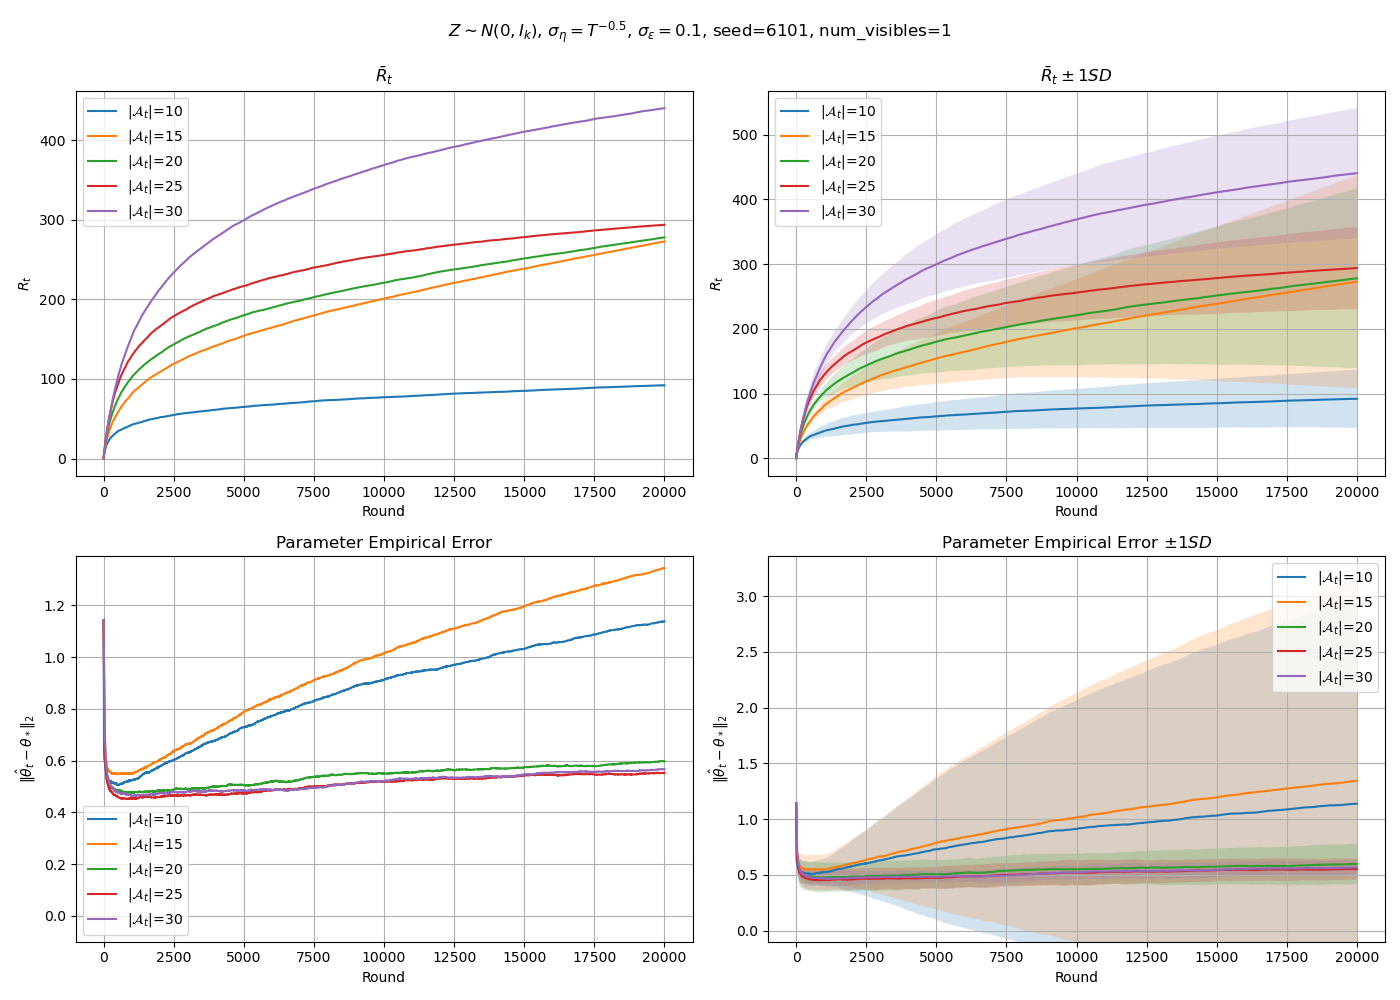 Z ∼ N(0, I_k), σ_η = T^{−0.5}, σ_ε = 0.1, seed=6101, num_visibles=1
R̄_t
R_t
400
300
200
100
0
|𝒜_t|=10
|𝒜_t|=15
|𝒜_t|=20
|𝒜_t|=25
|𝒜_t|=30
0 2500 5000 7500 10000 12500 15000 17500 20000
Round
R̄_t ± 1SD
R_t
500
400
300
200
100
0
|𝒜_t|=10
|𝒜_t|=15
|𝒜_t|=20
|𝒜_t|=25
|𝒜_t|=30
0 2500 5000 7500 10000 12500 15000 17500 20000
Round
Parameter Empirical Error
‖θ̂_t − θ_*‖_2
1.2
1.0
0.8
0.6
0.4
0.2
0.0
|𝒜_t|=10
|𝒜_t|=15
|𝒜_t|=20
|𝒜_t|=25
|𝒜_t|=30
0 2500 5000 7500 10000 12500 15000 17500 20000
Round
Parameter Empirical Error ±1SD
‖θ̂_t − θ_*‖_2
3.0
2.5
2.0
1.5
1.0
0.5
0.0
|𝒜_t|=10
|𝒜_t|=15
|𝒜_t|=20
|𝒜_t|=25
|𝒜_t|=30
0 2500 5000 7500 10000 12500 15000 17500 20000
Round